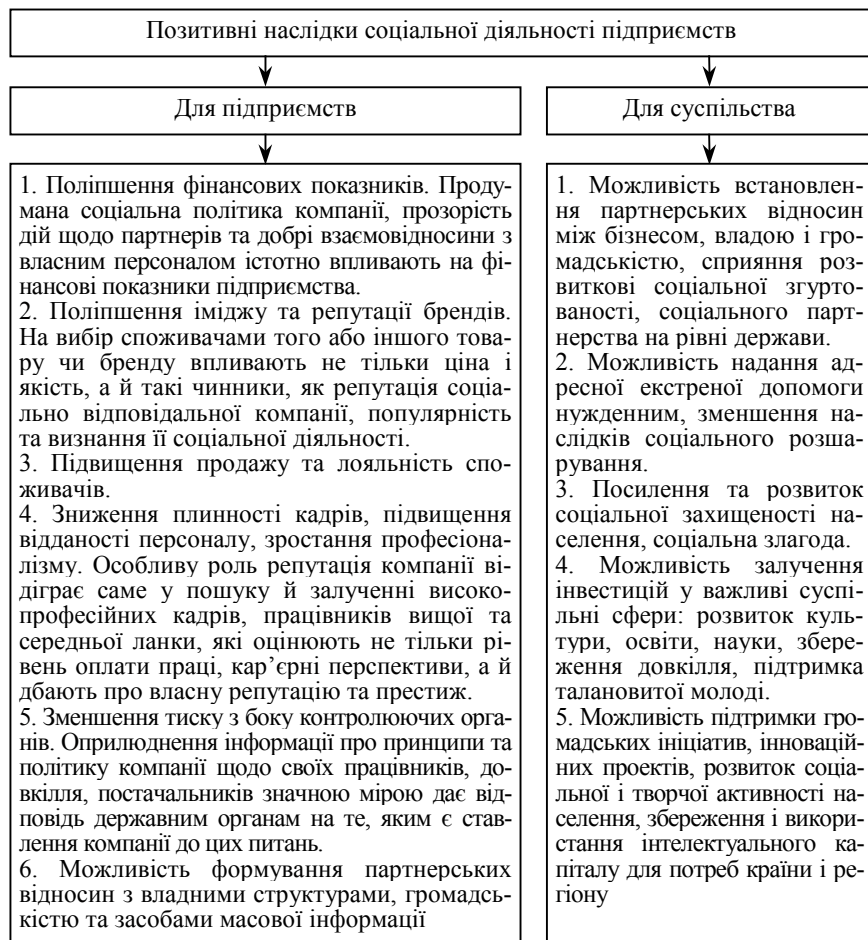 Позитивні наслідки соціальної діяльності підприємств
Для підприємств
1. Поліпшення фінансових показників. Проду-
мана соціальна політика компанії, прозорість
дій щодо партнерів та добрі взаємовідносини з
власним персоналом істотно впливають на фі-
нансові показники підприємства.
2. Поліпшення іміджу та репутації брендів.
На вибір споживачами того або іншого това-
ру чи бренду впливають не тільки ціна і
якість, а й такі чинники, як репутація соціа-
льно відповідальної компанії, популярність
та визнання її соціальної діяльності.
3. Підвищення продажу та лояльність спо-
живачів.
4. Зниження плинності кадрів, підвищення
відданості персоналу, зростання професіона-
лізму. Особливу роль репутація компанії ві-
діграє саме у пошуку й залученні високо-
професійних кадрів, працівників вищої та
середньої ланки, які оцінюють не тільки рі-
вень оплати праці, кар’єрні перспективи, а й
дбають про власну репутацію та престиж.
5. Зменшення тиску з боку контролюючих орга-
нів. Оприлюднення інформації про принципи та
політику компанії щодо своїх працівників, до-
вкілля, постачальників значною мірою дає від-
повідь державним органам на те, яким є став-
лення компанії до цих питань.
6. Можливість формування партнерських
відносин з владними структурами, громадсь-
кістю та засобами масової інформації
Для суспільства
1. Можливість встановлен-
ня партнерських відносин
між бізнесом, владою і гро-
мадськістю, сприяння роз-
виткові соціальної згурто-
ваності, соціального парт-
нерства на рівні держави.
2. Можливість надання ад-
ресної екстреної допомоги
нужденним, зменшення на-
слідків соціального розша-
рування.
3. Посилення та розвиток
соціальної захищеності на-
селення, соціальна злагода.
4. Можливість залучення
інвестицій у важливі суспі-
льні сфери: розвиток куль-
тури, освіти, науки, збере-
ження довкілля, підтримка
талановитої молоді.
5. Можливість підтримки гро-
мадських ініціатив, інновацій-
них проектів, розвиток соціа-
льної і творчої активності на-
селення, збереження і викори-
стання інтелектуального ка-
піталу для потреб країни і ре-
гіону